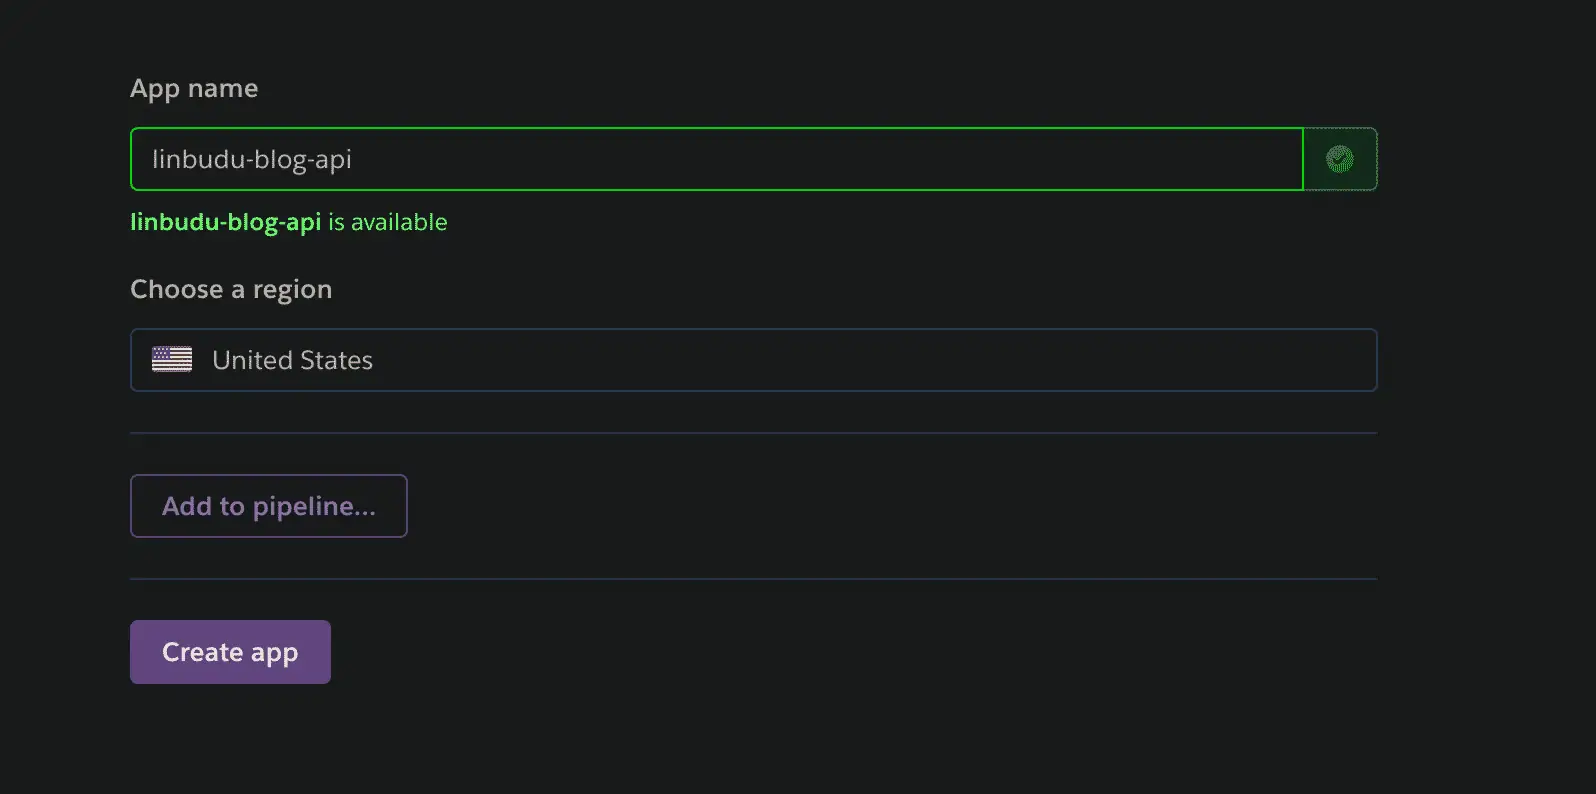 App name
linbudu-blog-api
linbudu-blog-api is available
Choose a region
United States
Add to pipeline...
Create app